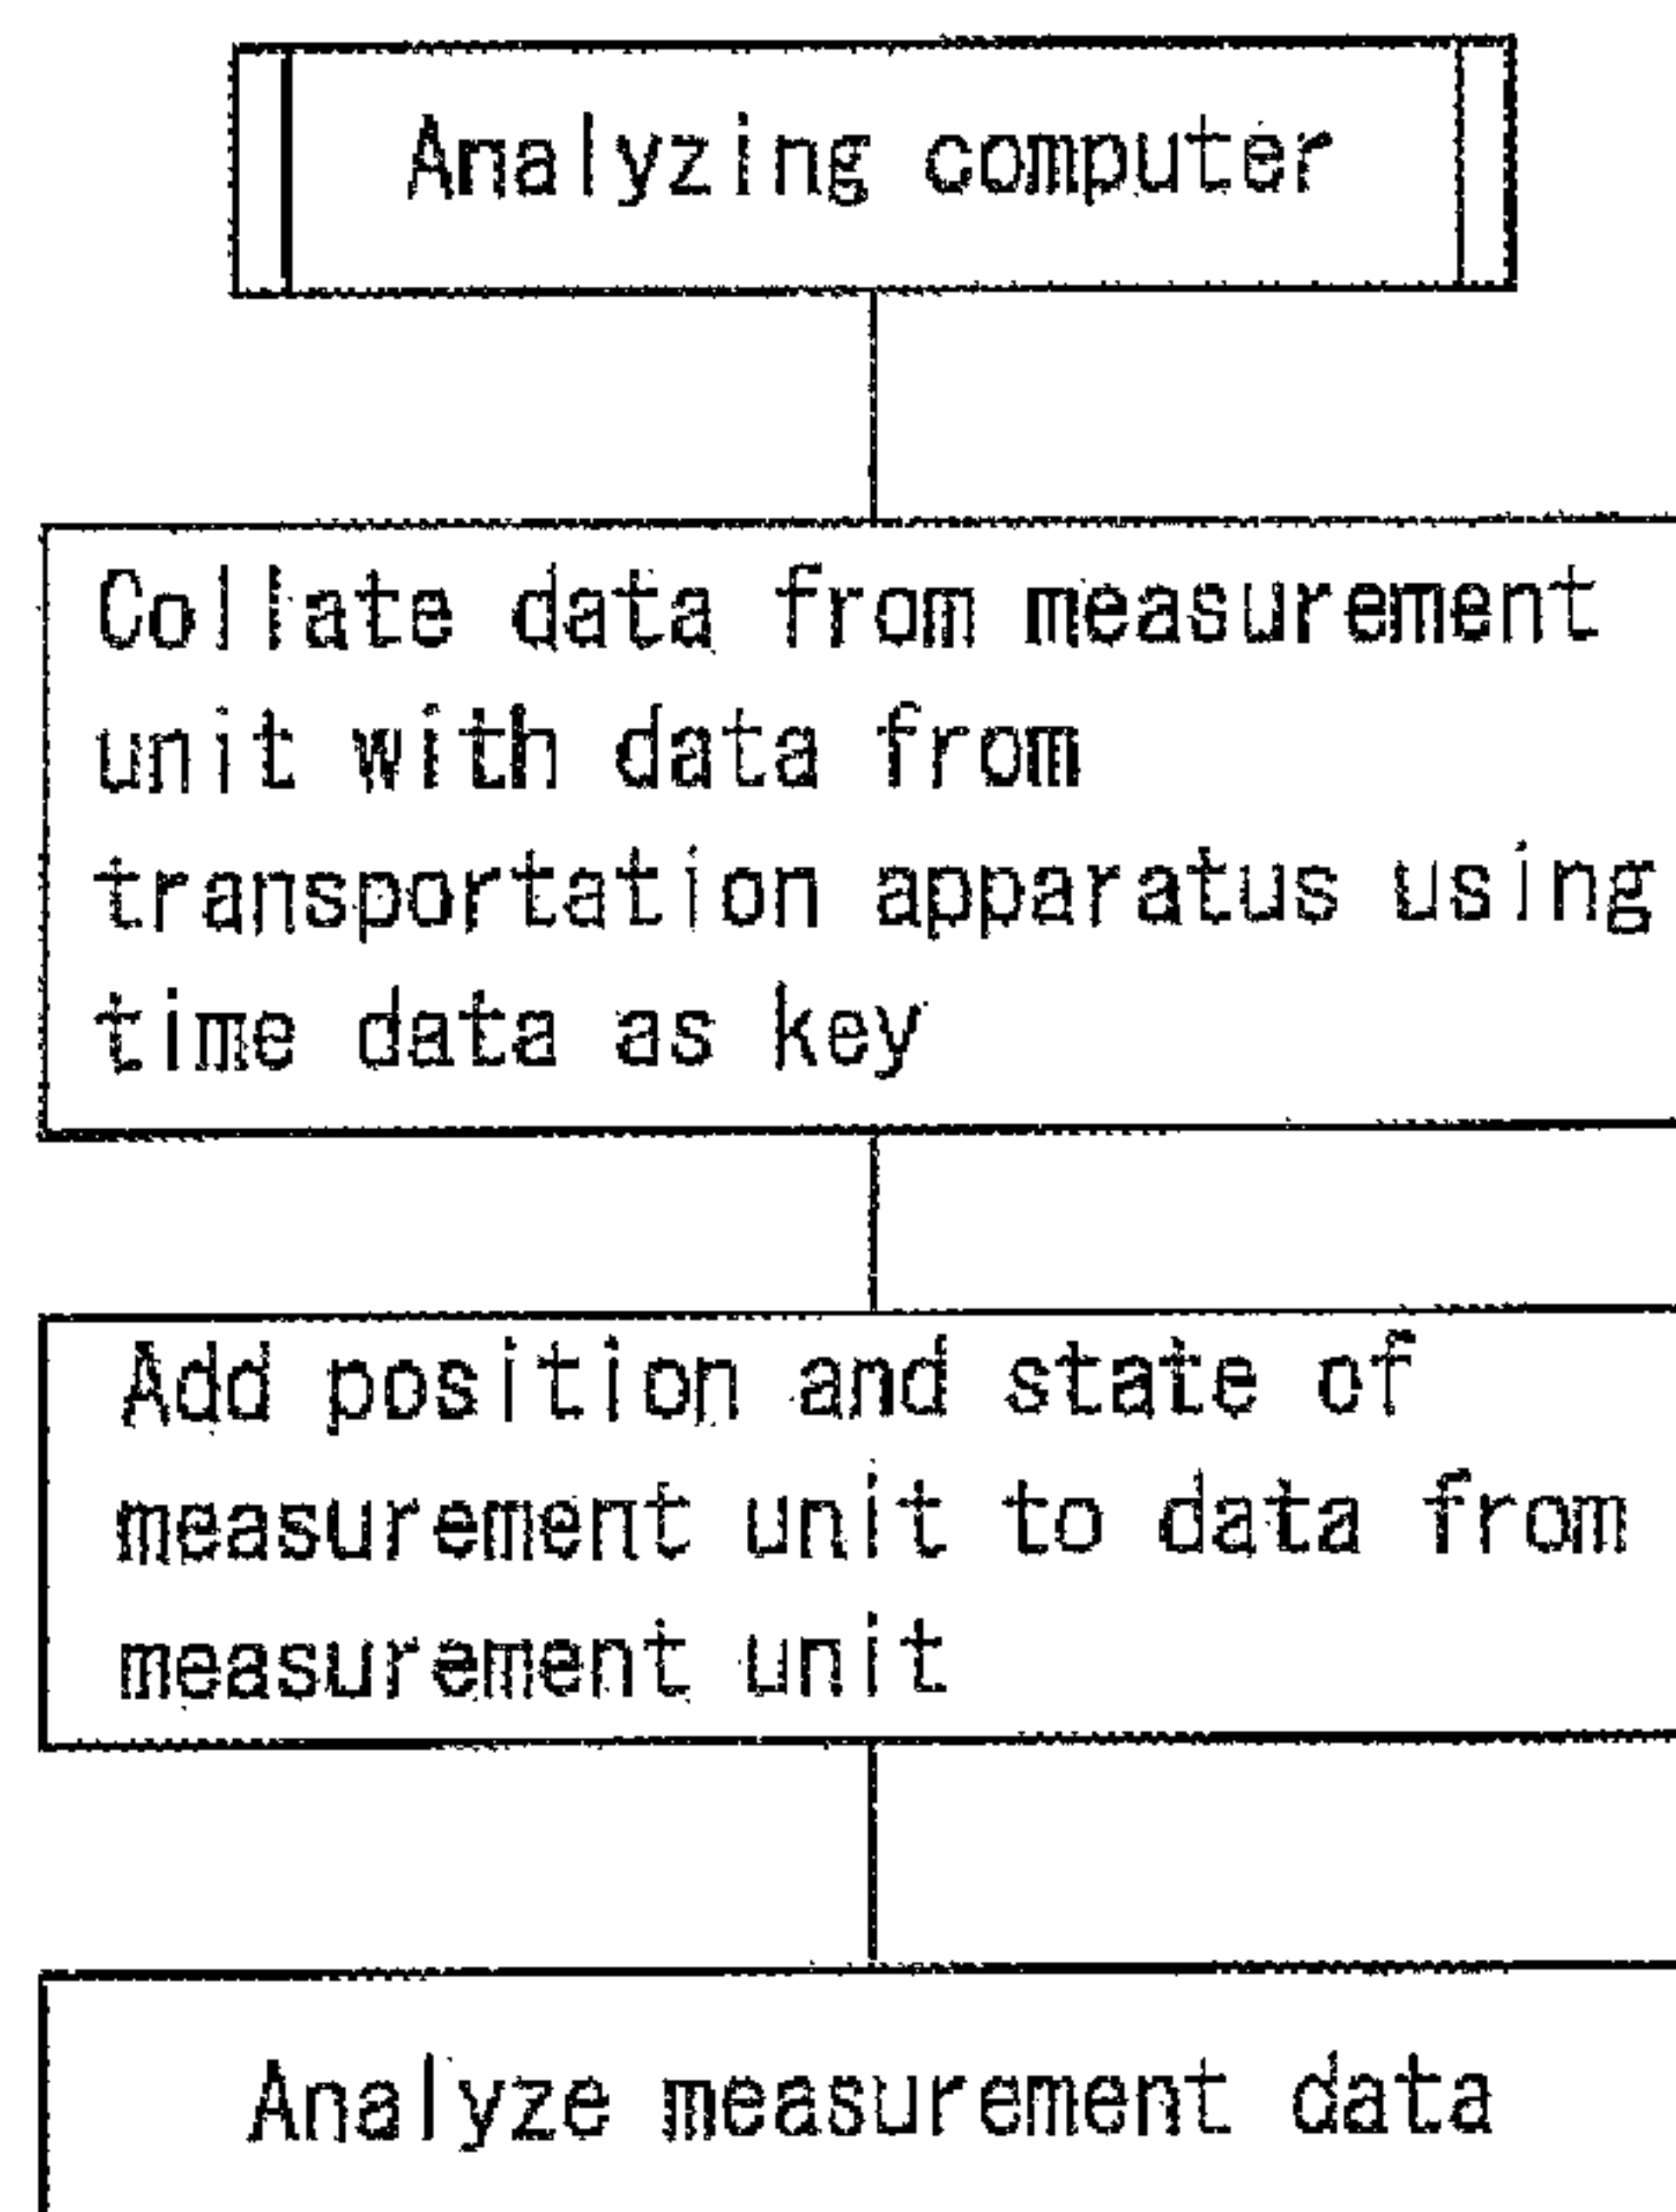 Analyzing computer
Collate data from measurement
unit with data from
transportation apparatus using
time data as key
Add position and state of
measurement unit to data from
measurement unit
Analyze measurement data